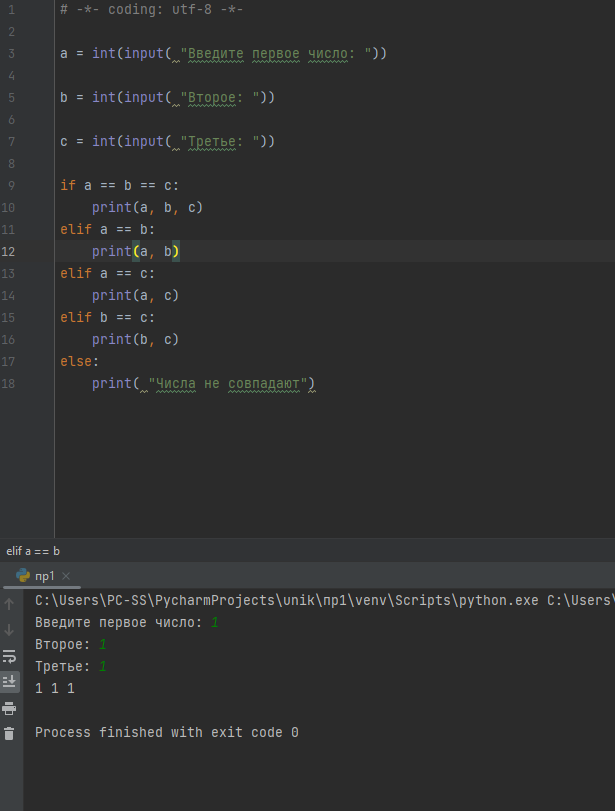 1 # -*- coding: utf-8 -*-
2
3 a = int(input( "Введите первое число: "))
4
5 b = int(input( "Второе: "))
6
7 c = int(input( "Третье: "))
8
9 if a == b == c:
10     print(a, b, c)
11 elif a == b:
12     print(a, b)
13 elif a == c:
14     print(a, c)
15 elif b == c:
16     print(b, c)
17 else:
18     print( "Числа не совпадают")
elif a == b
пр1 ×
C:\Users\PC-SS\PycharmProjects\unik\пр1\venv\Scripts\python.exe C:\Users\
Введите первое число: 1
Второе: 1
Третье: 1
1 1 1
Process finished with exit code 0